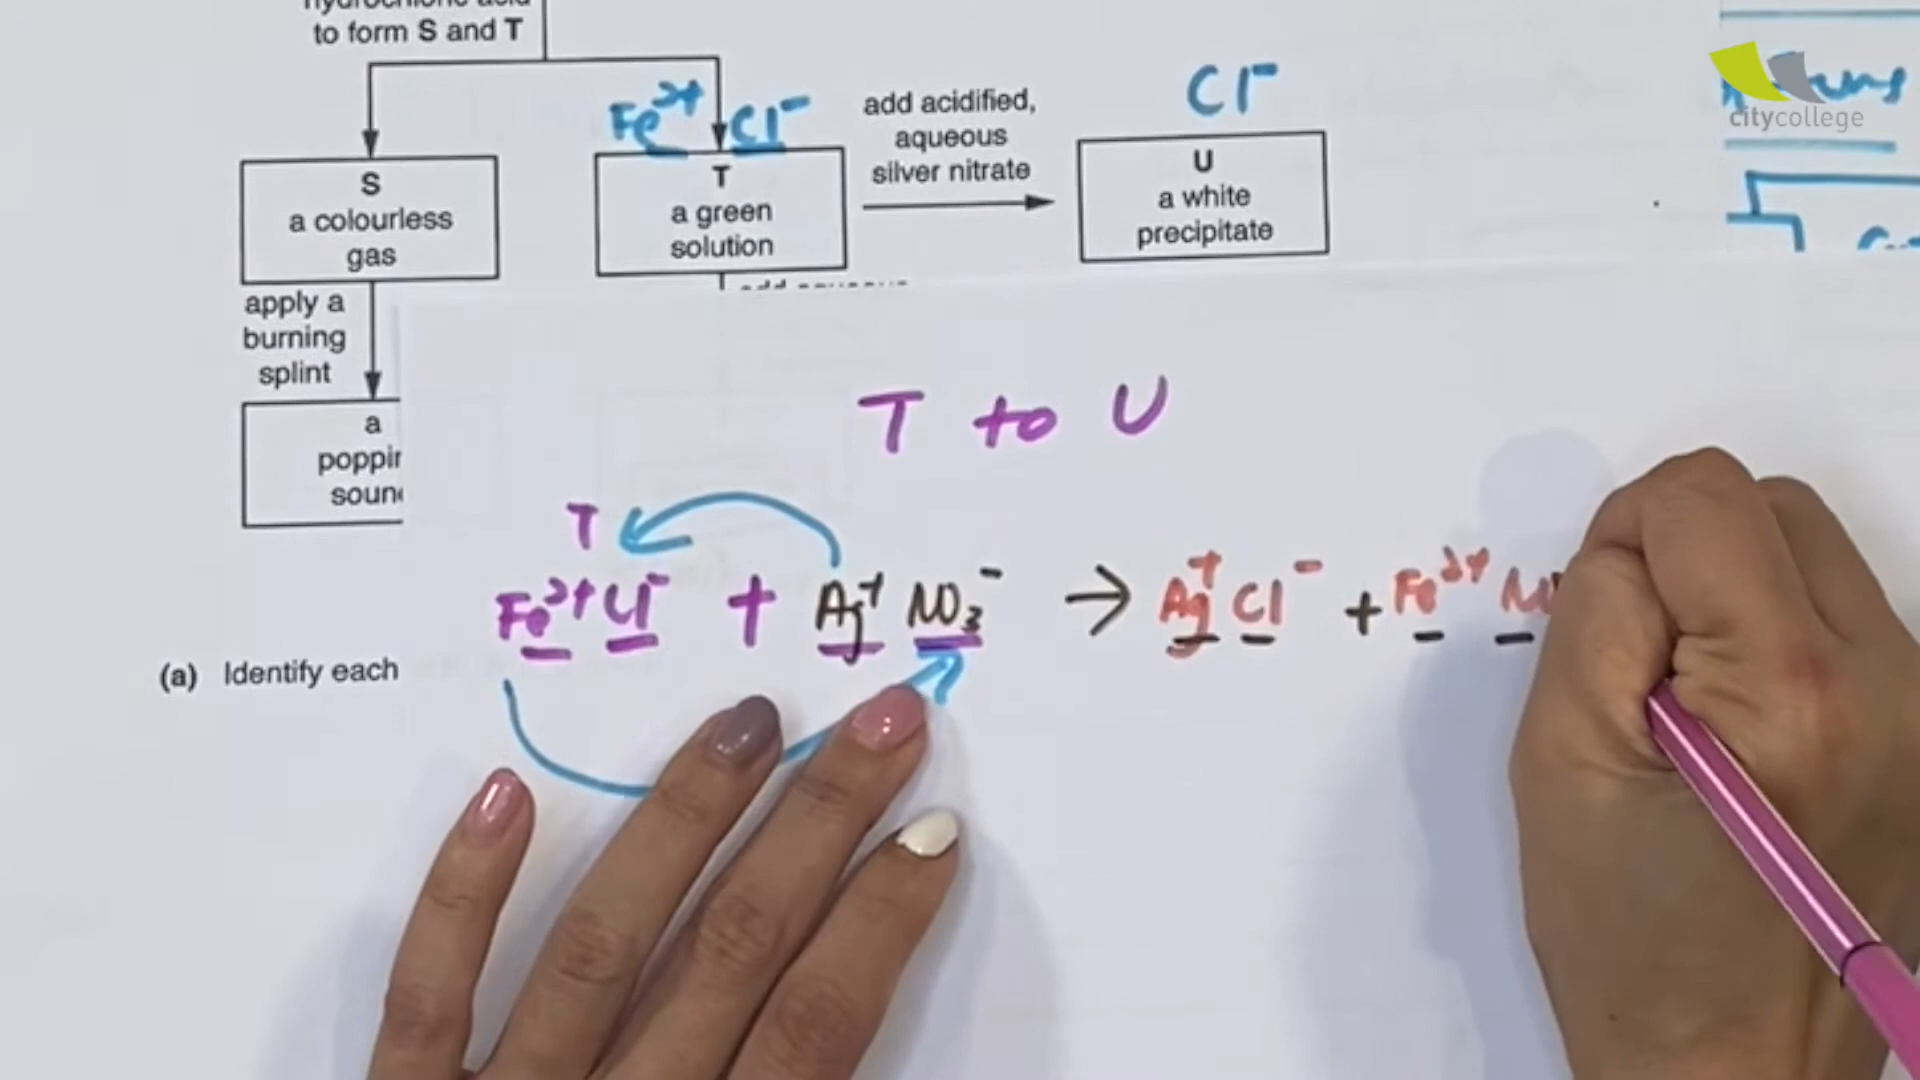 to form S and T
Fe²⁺ Cl⁻
add acidified,
aqueous
silver nitrate
Cl⁻
citycollege
S
a colourless
gas
T
a green
solution
U
a white
precipitate
apply a
burning
splint
a
T to U
T
Fe²⁺Cl⁻ + Ag⁺ NO₃⁻ → Ag⁺Cl⁻ + Fe²⁺
(a) Identify each